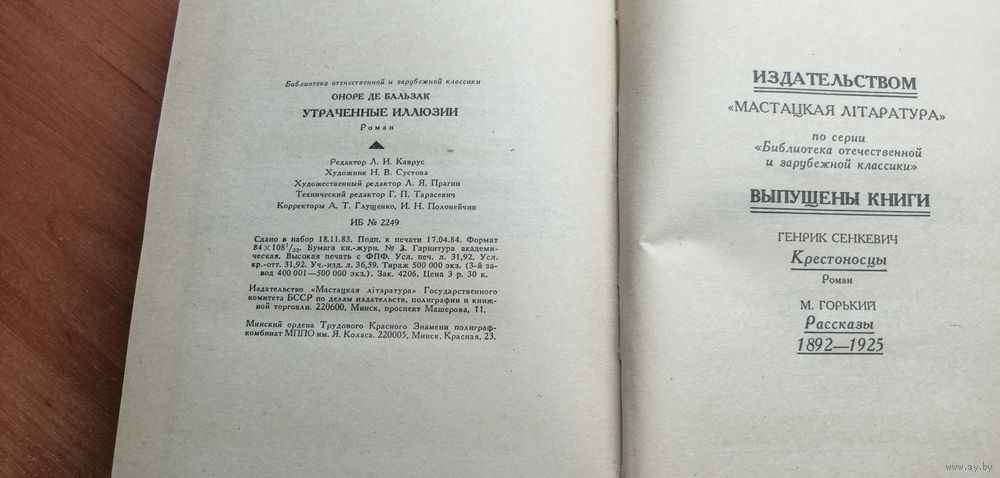 Библиотека отечественной и зарубежной классики
ОНОРЕ ДЕ БАЛЬЗАК
УТРАЧЕННЫЕ ИЛЛЮЗИИ
Роман
Редактор Л. И. Каврус
Художник Н. В. Сустова
Художественный редактор Л. Я. Прагин
Технический редактор Г. П. Тарасевич
Корректоры А. Т. Глущенко, И. Н. Полонейчик
ИБ № 2249
Сдано в набор 18.11.83. Подп. к печати 17.04.84. Формат
84×108¹/₃₂. Бумага кн.-журн. № 3. Гарнитура академи-
ческая. Высокая печать с ФПФ. Усл. печ. л. 31,92. Усл.
кр.-отт. 31,92. Уч.-изд. л. 36,59. Тираж 500 000 экз. (3-й за-
вод 400 001—500 000 экз.). Зак. 4206. Цена 3 р. 30 к.
Издательство «Мастацкая літаратура» Государственного
комитета БССР по делам издательств, полиграфии и книж-
ной торговли. 220600, Минск, проспект Машерова, 11.
Минский ордена Трудового Красного Знамени полиграф-
комбинат МППО им. Я. Коласа. 220005, Минск, Красная, 23.
ИЗДАТЕЛЬСТВОМ
«МАСТАЦКАЯ ЛІТАРАТУРА»
по серии
«Библиотека отечественной
и зарубежной классики»
ВЫПУЩЕНЫ КНИГИ
ГЕНРИК СЕНКЕВИЧ
Крестоносцы
Роман
М. ГОРЬКИЙ
Рассказы
1892—1925
www.ay.by